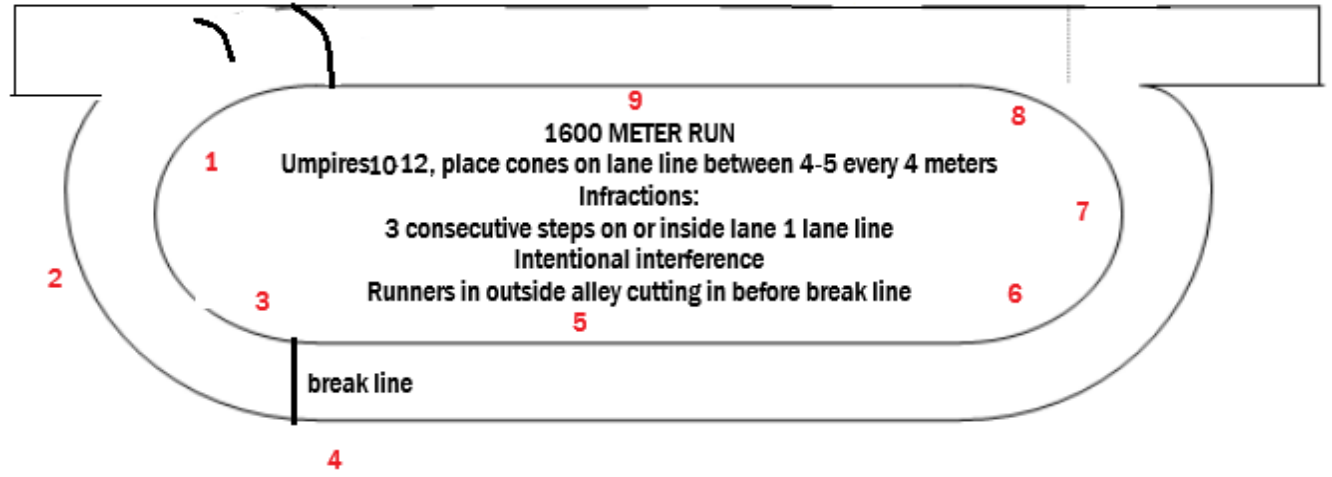 9
8
1600 METER RUN
1
Umpires10-12, place cones on lane line between 4-5 every 4 meters
Infractions:
7
3 consecutive steps on or inside lane 1 lane line
Intentional interference
2
3
Runners in outside alley cutting in before break line
6
5
break line
4